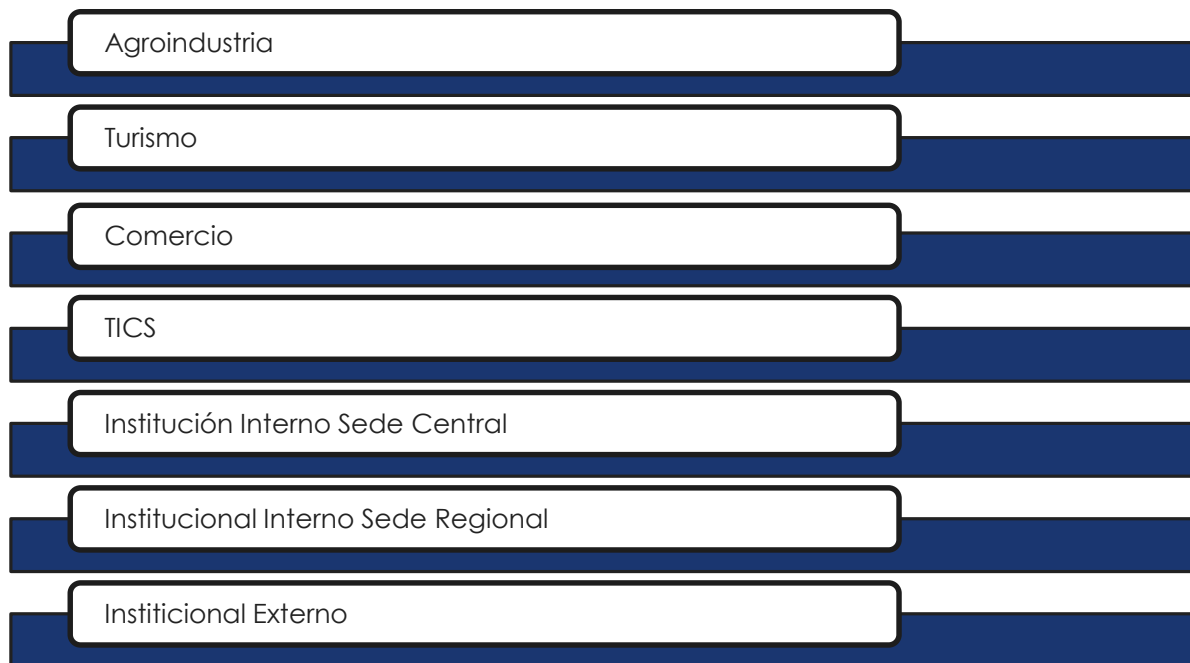 Agroindustria
Turismo
Comercio
TICS
Institución Interno Sede Central
Institucional Interno Sede Regional
Institicional Externo